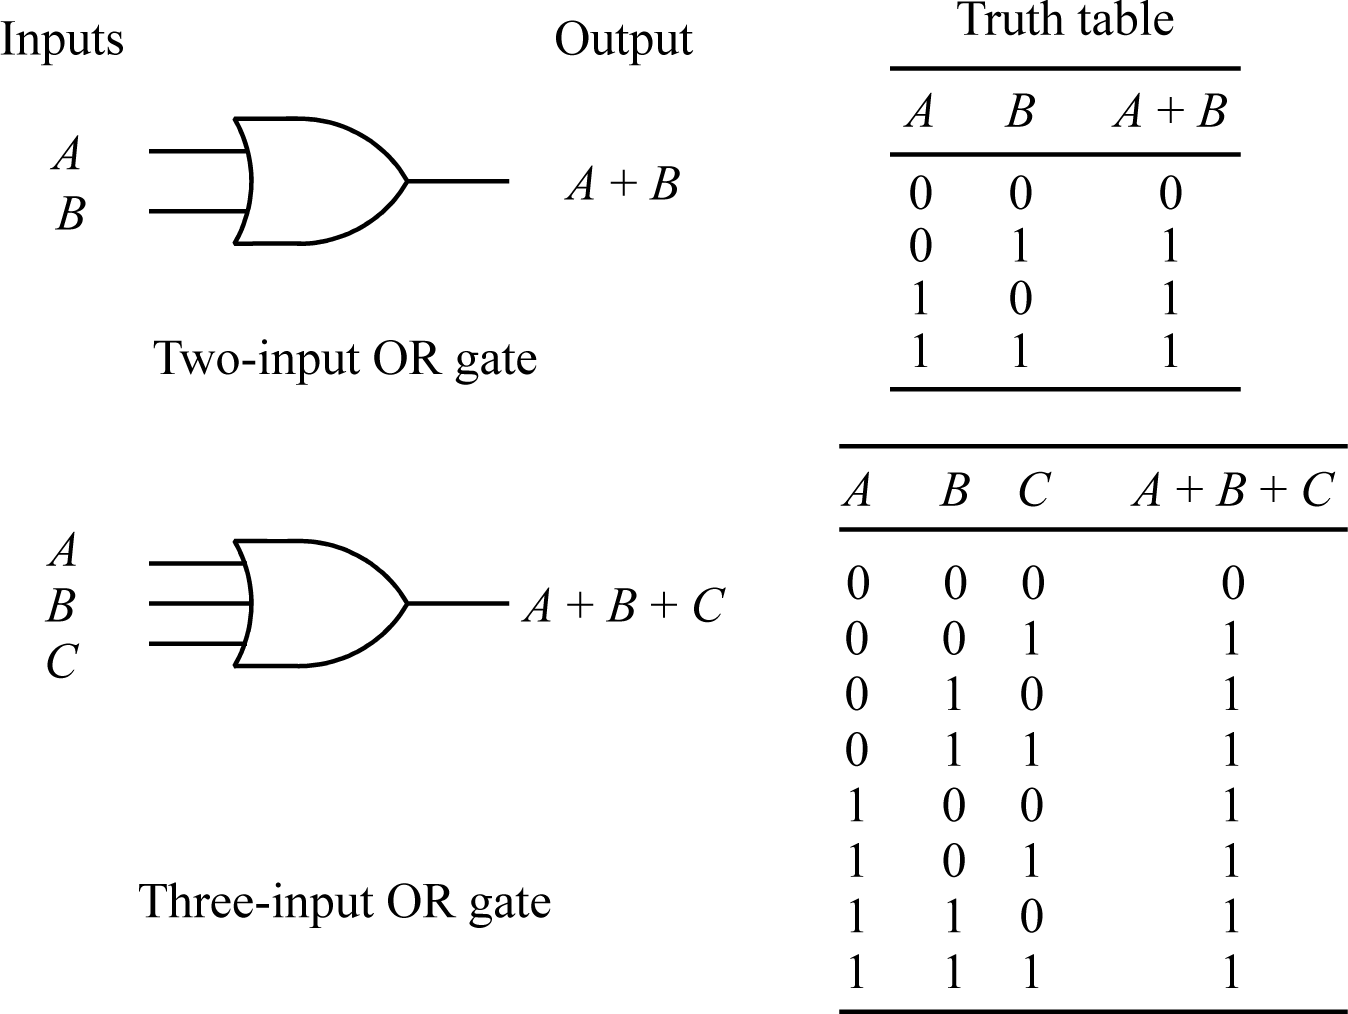 Inputs
Output
A
B
A + B
Two-input OR gate
Truth table
A B A + B
0 0 0
0 1 1
1 0 1
1 1 1
A
B
C
A + B + C
Three-input OR gate
A B C A + B + C
0 0 0 0
0 0 1 1
0 1 0 1
0 1 1 1
1 0 0 1
1 0 1 1
1 1 0 1
1 1 1 1